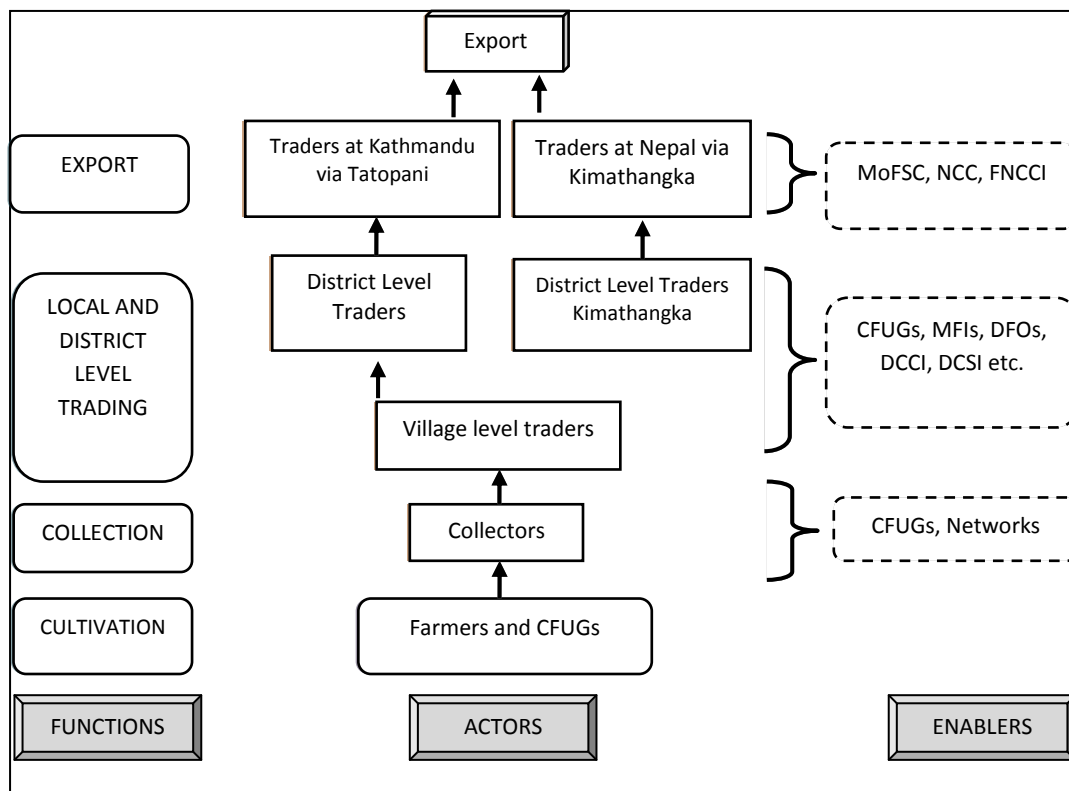 Export
EXPORT
Traders at Kathmandu
via Tatopani
Traders at Nepal via
Kimathangka
MoFSC, NCC, FNCCI
LOCAL AND
DISTRICT
LEVEL
TRADING
District Level
Traders
District Level Traders
Kimathangka
CFUGs, MFIs, DFOs,
DCCI, DCSI etc.
Village level traders
COLLECTION
Collectors
CFUGs, Networks
CULTIVATION
Farmers and CFUGs
FUNCTIONS
ACTORS
ENABLERS